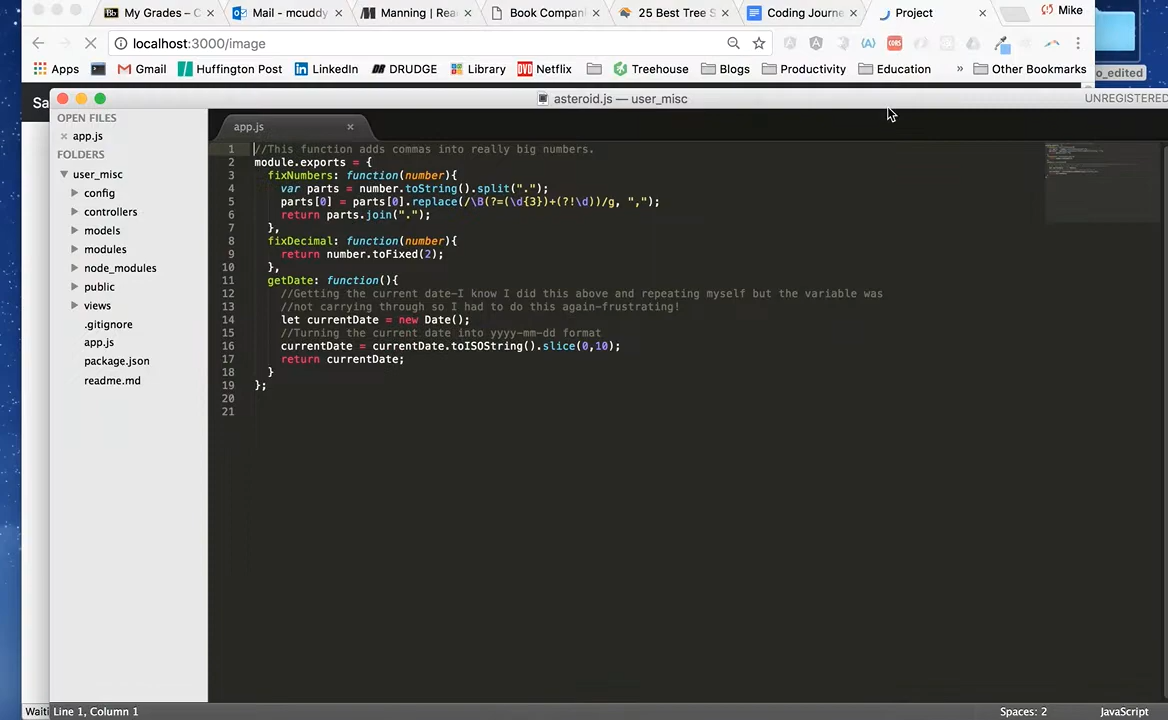 My Grades – C
Mail - mcuddy
Manning | Rea
Book Compan
25 Best Tree S
Coding Journe
Project
Mike
localhost:3000/image
Apps
Gmail
Huffington Post
LinkedIn
DRUDGE
Library
DVD Netflix
Treehouse
Blogs
Productivity
Education
» Other Bookmarks
o_edited
Sa
asteroid.js — user_misc
UNREGISTERED
OPEN FILES
app.js
FOLDERS
user_misc
config
controllers
models
modules
node_modules
public
views
.gitignore
app.js
package.json
readme.md
app.js
1 //This function adds commas into really big numbers.
2 module.exports = {
3 fixNumbers: function(number){
4 var parts = number.toString().split(".");
5 parts[0] = parts[0].replace(/\B(?=(\d{3})+(?!\d))/g, ",");
6 return parts.join(".");
7 },
8 fixDecimal: function(number){
9 return number.toFixed(2);
10 },
11 getDate: function(){
12 //Getting the current date-I know I did this above and repeating myself but the variable was
13 //not carrying through so I had to do this again-frustrating!
14 let currentDate = new Date();
15 //Turning the current date into yyyy-mm-dd format
16 currentDate = currentDate.toISOString().slice(0,10);
17 return currentDate;
18 }
19 };
20
21
Waiti
Line 1, Column 1
Spaces: 2
JavaScript